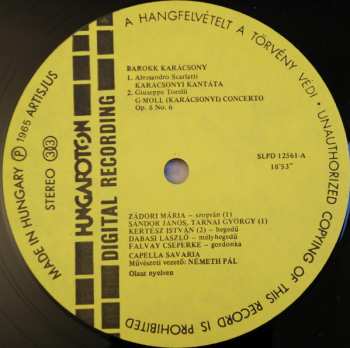 A HANGFELVÉTELT A TÖRVÉNY VÉDI · UNAUTHORIZED COPYING OF THIS RECORD IS PROHIBITED
MADE IN HUNGARY Ⓟ 1985 ARTISJUS
STEREO 33
HUNGAROTON
DIGITAL RECORDING
BAROKK KARÁCSONY
1. Alessandro Scarlatti
KARÁCSONYI KANTÁTA
2. Giuseppe Torelli
G-MOLL (KARÁCSONYI) CONCERTO
Op. 8 No. 6
SLPD 12561-A
18'53"
ZÁDORI MÁRIA – szoprán (1)
SÁNDOR JÁNOS, TARNAI GYÖRGY (1)
KERTÉSZ ISTVÁN (2) – hegedű
DABASI LÁSZLÓ – mélyhegedű
FALVAY CSEPERKE – gordonka
CAPELLA SAVARIA
Művészeti vezető: NÉMETH PÁL
Olasz nyelven